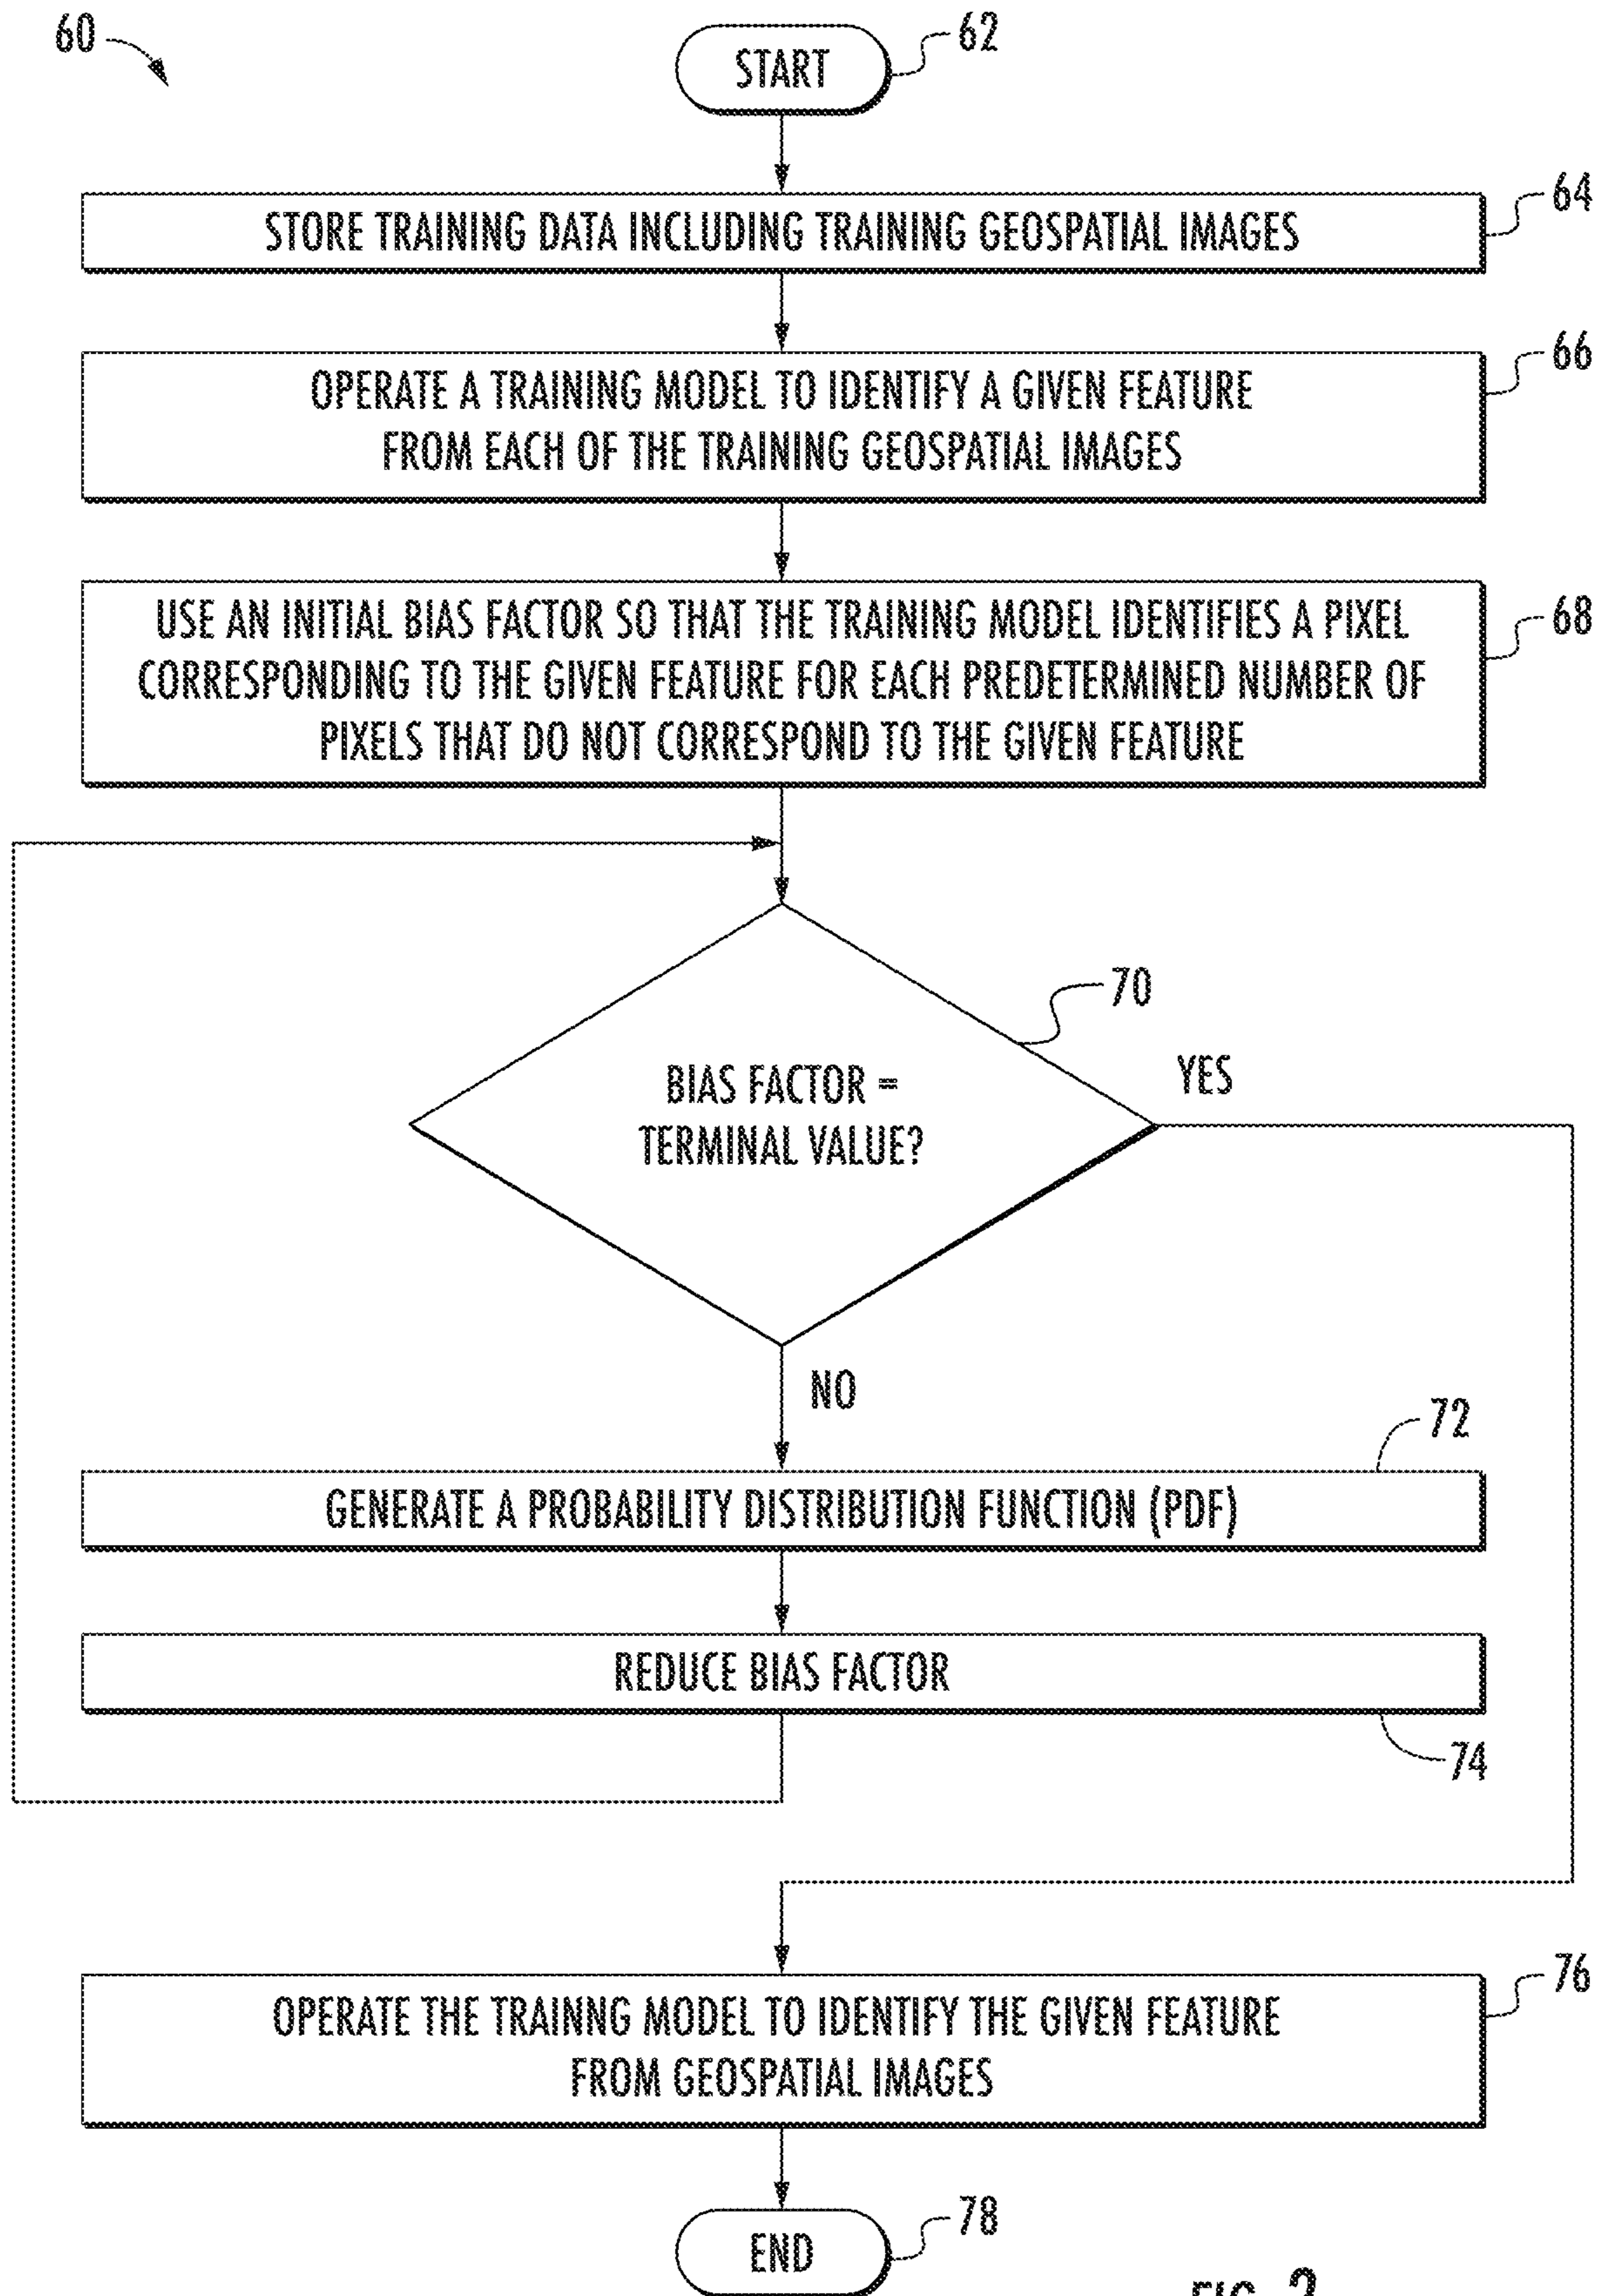 60
START
62
STORE TRAINING DATA INCLUDING TRAINING GEOSPATIAL IMAGES
64
OPERATE A TRAINING MODEL TO IDENTIFY A GIVEN FEATURE
FROM EACH OF THE TRAINING GEOSPATIAL IMAGES
66
USE AN INITIAL BIAS FACTOR SO THAT THE TRAINING MODEL IDENTIFIES A PIXEL
CORRESPONDING TO THE GIVEN FEATURE FOR EACH PREDETERMINED NUMBER OF
PIXELS THAT DO NOT CORRESPOND TO THE GIVEN FEATURE
68
BIAS FACTOR =
TERMINAL VALUE?
70
YES
NO
72
GENERATE A PROBABILITY DISTRIBUTION FUNCTION (PDF)
REDUCE BIAS FACTOR
74
OPERATE THE TRAINNG MODEL TO IDENTIFY THE GIVEN FEATURE
FROM GEOSPATIAL IMAGES
76
END
78